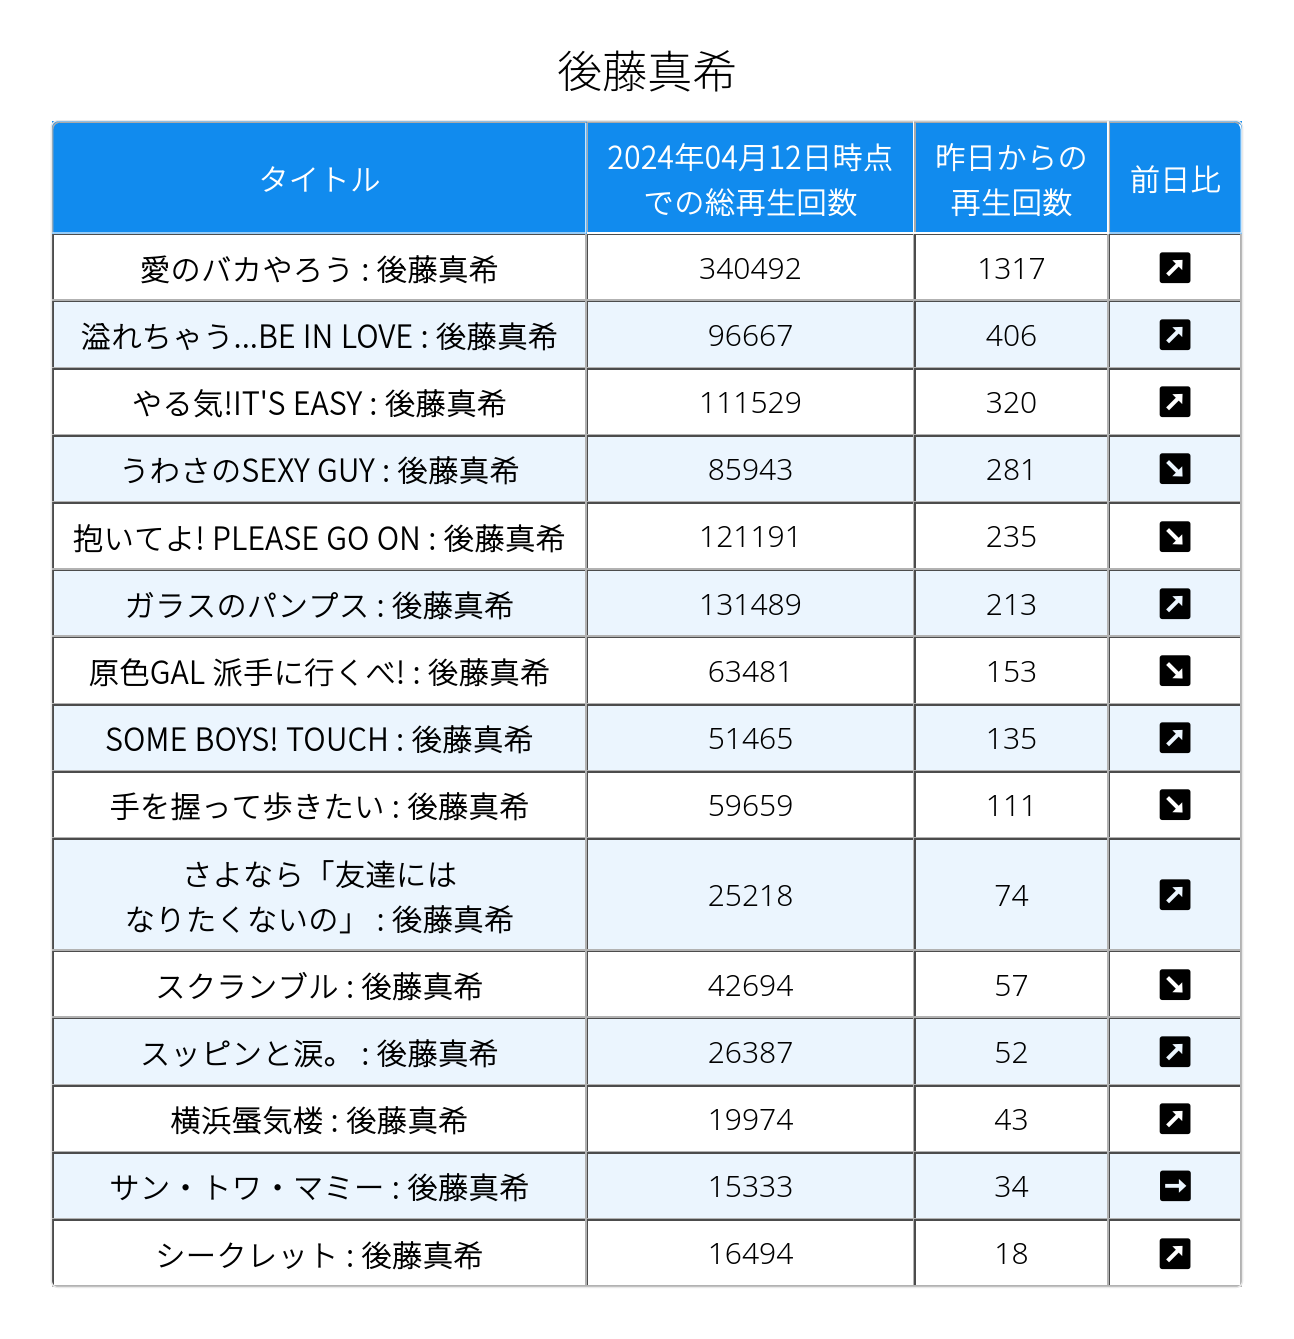 後藤真希
タイトル
2024年04月12日時点
での総再生回数
昨日からの
再生回数
前日比
愛のバカやろう : 後藤真希 340492 1317
溢れちゃう...BE IN LOVE : 後藤真希 96667 406
やる気!IT'S EASY : 後藤真希 111529 320
うわさのSEXY GUY : 後藤真希 85943 281
抱いてよ! PLEASE GO ON : 後藤真希 121191 235
ガラスのパンプス : 後藤真希 131489 213
原色GAL 派手に行くべ! : 後藤真希 63481 153
SOME BOYS! TOUCH : 後藤真希 51465 135
手を握って歩きたい : 後藤真希 59659 111
さよなら「友達には
なりたくないの」 : 後藤真希 25218 74
スクランブル : 後藤真希 42694 57
スッピンと涙。 : 後藤真希 26387 52
横浜蜃気楼 : 後藤真希 19974 43
サン・トワ・マミー : 後藤真希 15333 34
シークレット : 後藤真希 16494 18